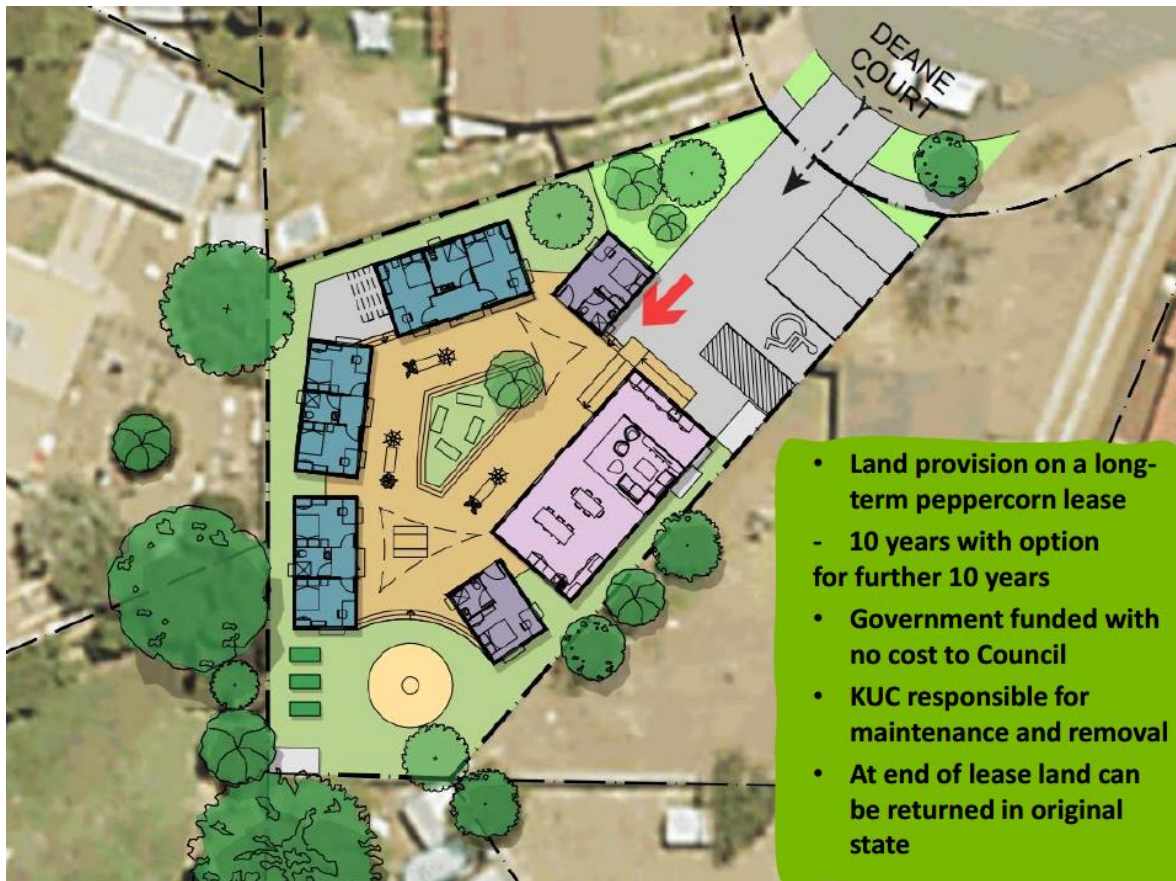 DEANE
COURT
• Land provision on a long-
term peppercorn lease
- 10 years with option
for further 10 years
• Government funded with
no cost to Council
• KUC responsible for
maintenance and removal
• At end of lease land can
be returned in original
state